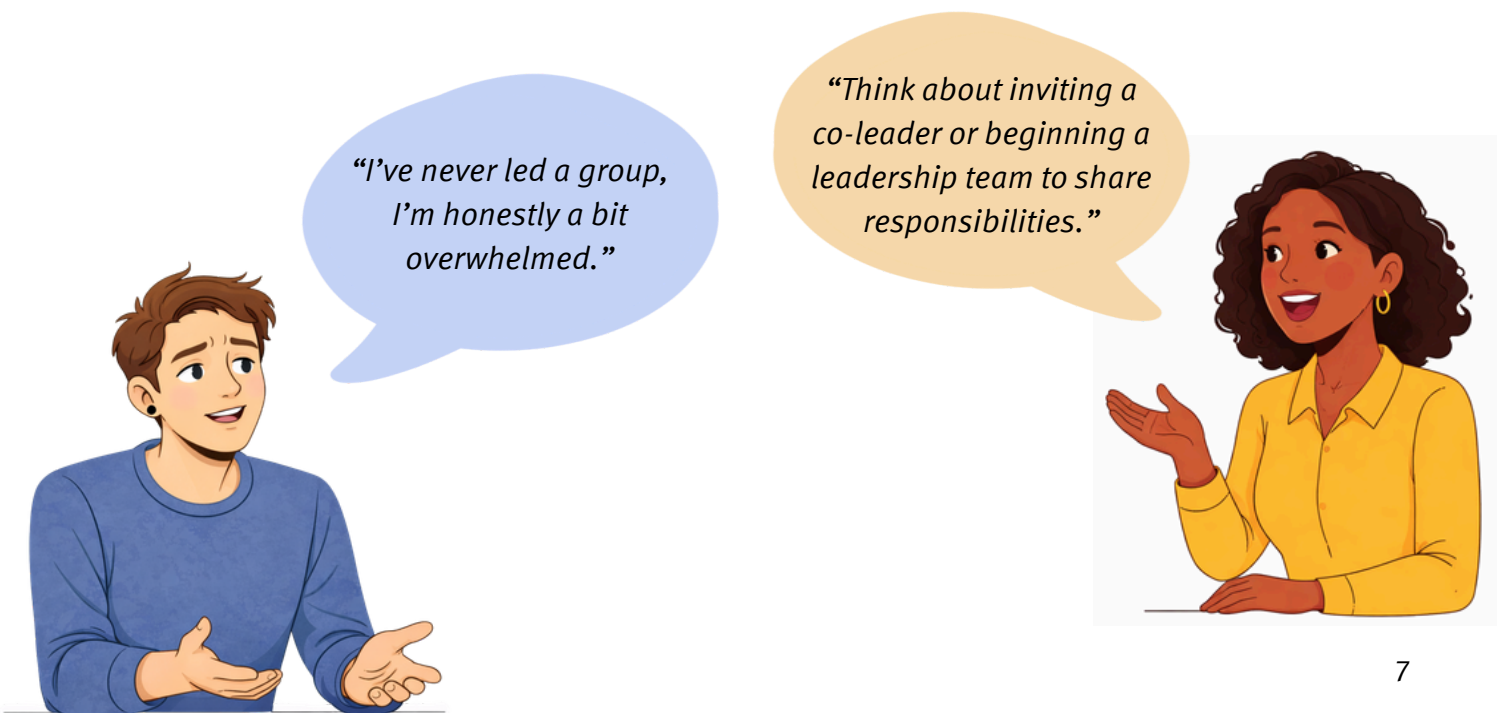 “I’ve never led a group,
I’m honestly a bit
overwhelmed.”
“Think about inviting a
co-leader or beginning a
leadership team to share
responsibilities.”
7